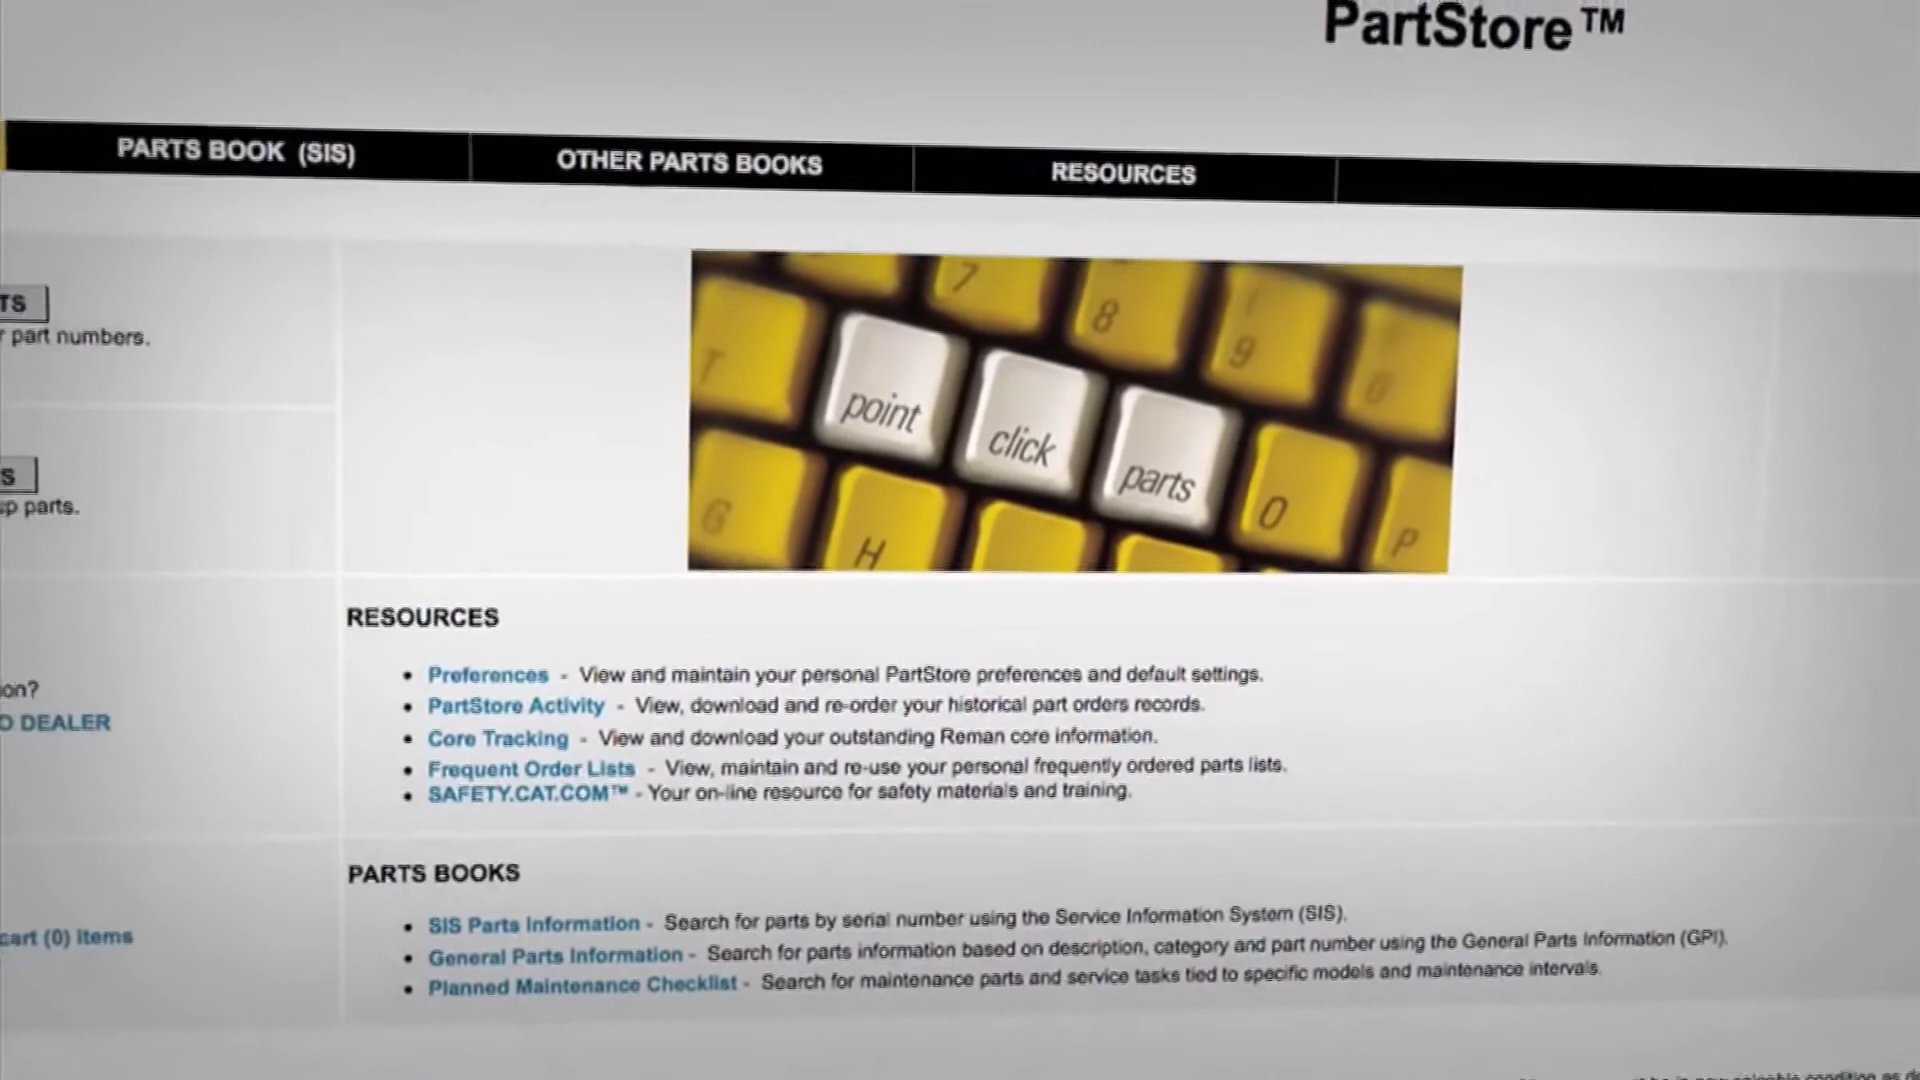 PartStore™
PARTS BOOK (SIS)
OTHER PARTS BOOKS
RESOURCES
TS
part numbers.
S
up parts.
7
8
9
0
T
point
click
parts
O
P
G
H
RESOURCES
• Preferences - View and maintain your personal PartStore preferences and default settings.
• PartStore Activity - View, download and re-order your historical part orders records.
• Core Tracking - View and download your outstanding Reman core information.
• Frequent Order Lists - View, maintain and re-use your personal frequently ordered parts lists.
• SAFETY.CAT.COM™ - Your on-line resource for safety materials and training.
on?
O DEALER
PARTS BOOKS
• SIS Parts Information - Search for parts by serial number using the Service Information System (SIS).
• General Parts Information - Search for parts information based on description, category and part number using the General Parts Information (GPI).
• Planned Maintenance Checklist - Search for maintenance parts and service tasks tied to specific models and maintenance intervals.
cart (0) items